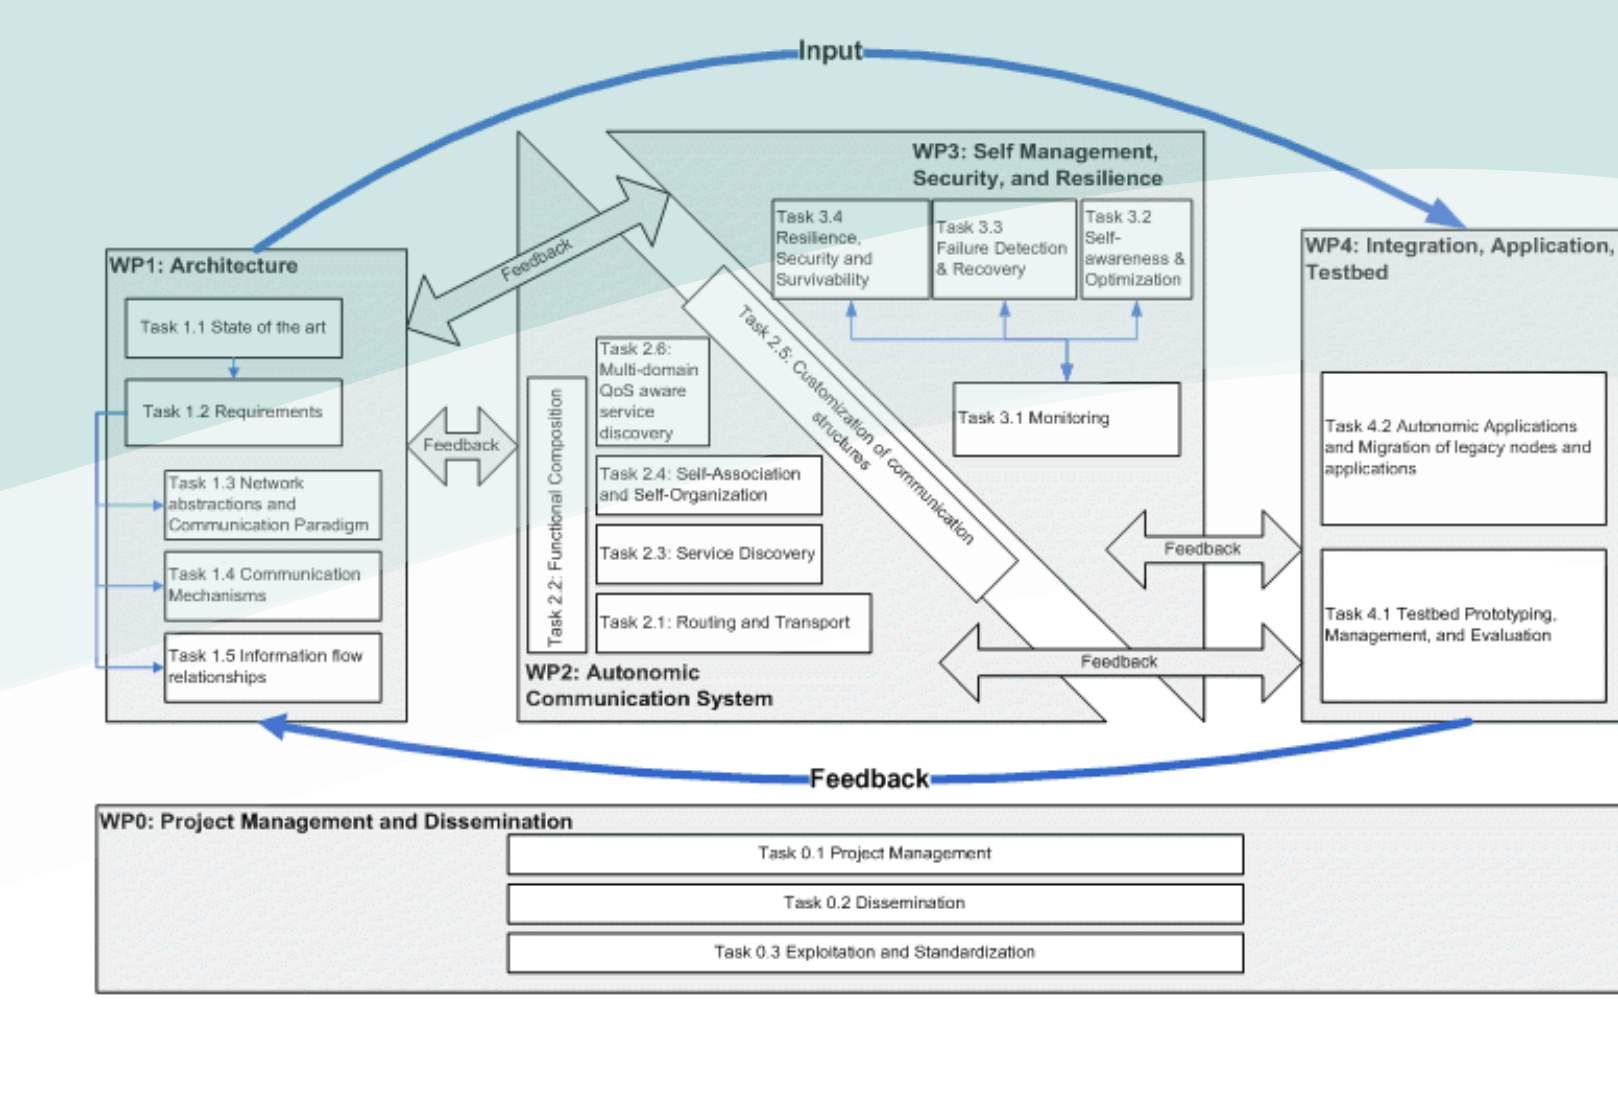 Input
WP1: Architecture
Task 1.1 State of the art
Task 1.2 Requirements
Task 1.3 Network
abstractions and
Communication Paradigm
Task 1.4 Communication
Mechanisms
Task 1.5 Information flow
relationships
Feedback
Feedback
Task 2.6:
Multi-domain
QoS aware
service
discovery
Task 2.2: Functional Composition
Task 2.4: Self-Association
and Self-Organization
Task 2.3: Service Discovery
Task 2.1: Routing and Transport
WP2: Autonomic
Communication System
Task 2.5: Customization of communication
structures
WP3: Self Management,
Security, and Resilience
Task 3.4
Resilience,
Security and
Survivability
Task 3.3
Failure Detection
& Recovery
Task 3.2
Self-
awareness &
Optimization
Task 3.1 Monitoring
Feedback
Feedback
WP4: Integration, Application,
Testbed
Task 4.2 Autonomic Applications
and Migration of legacy nodes and
applications
Task 4.1 Testbed Prototyping,
Management, and Evaluation
Feedback
WP0: Project Management and Dissemination
Task 0.1 Project Management
Task 0.2 Dissemination
Task 0.3 Exploitation and Standardization